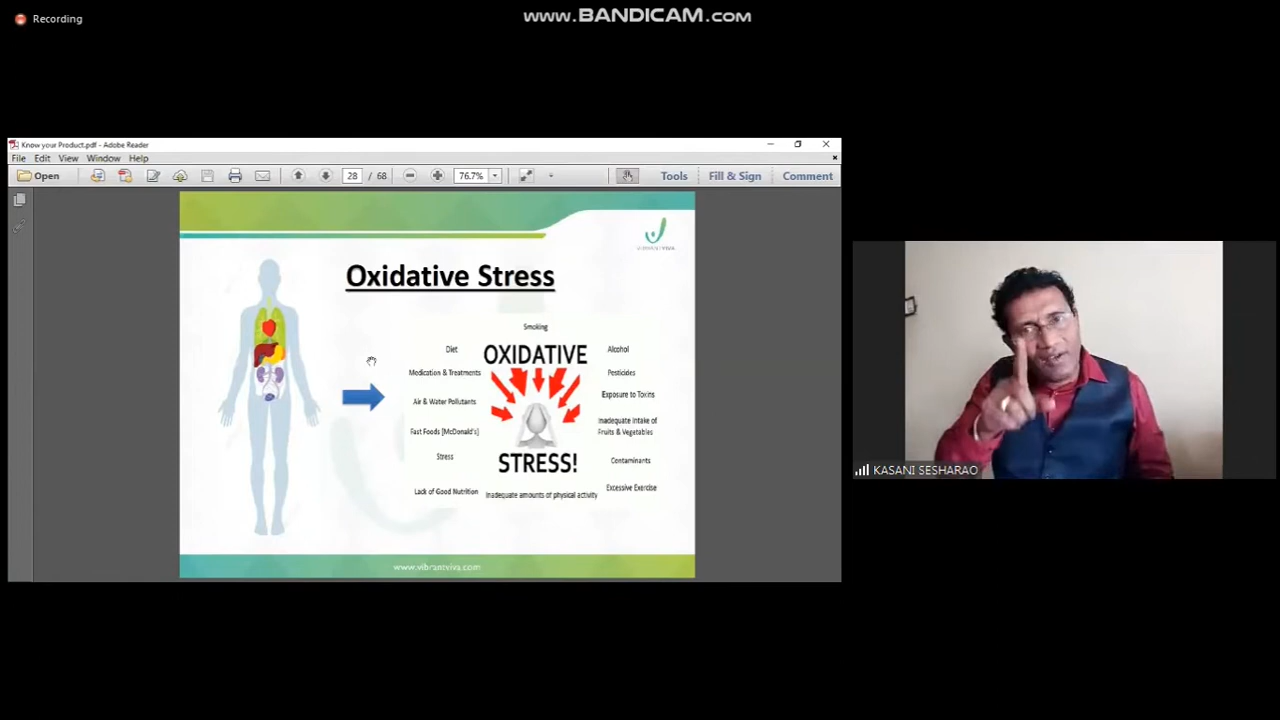 Recording
www.BANDICAM.com
Know your Product.pdf - Adobe Reader
File Edit View Window Help
Open 28 / 68 76.7% Tools Fill & Sign Comment
VIBRANTVIVA
Oxidative Stress
Smoking
Diet
OXIDATIVE
Alcohol
Medication & Treatments
Pesticides
Exposure to Toxins
Air & Water Pollutants
Inadequate Intake of
Fruits & Vegetables
Fast Foods [McDonald's]
Stress
STRESS!
Contaminants
Lack of Good Nutrition
Inadequate amounts of physical activity
Excessive Exercise
www.vibrantviva.com
KASANI SESHARAO